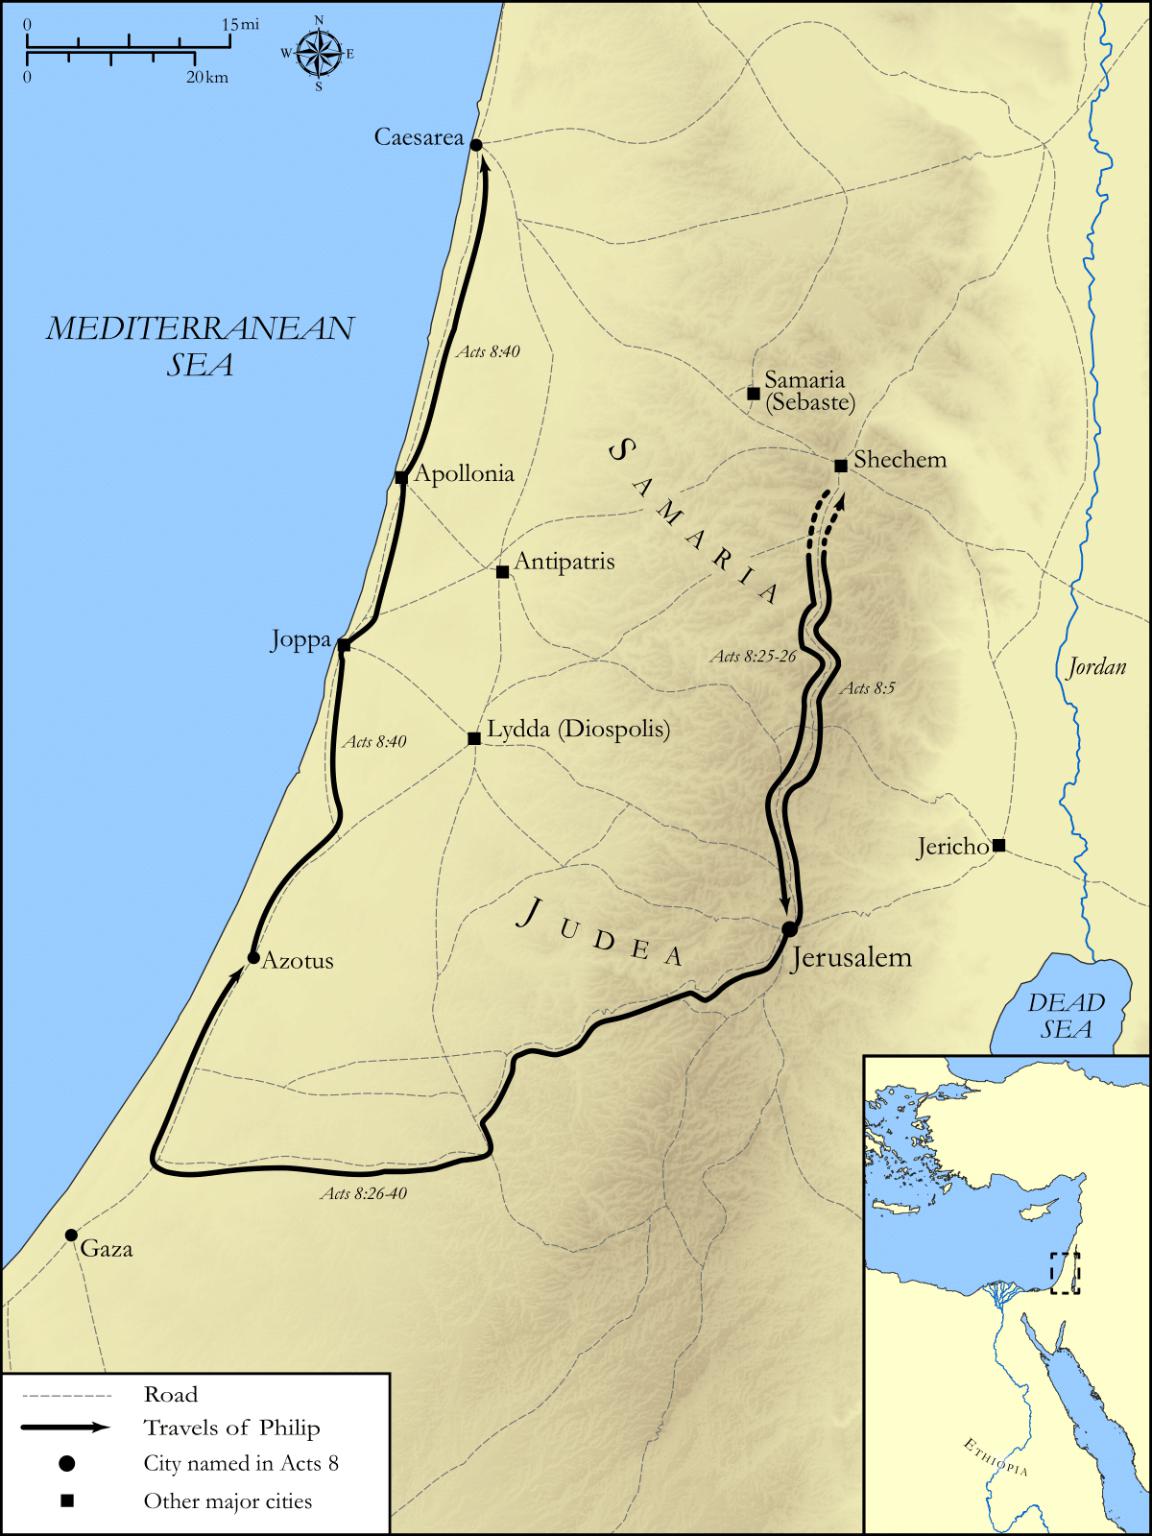 0 15 mi
0 20 km
N
W E
S
Caesarea
MEDITERRANEAN
SEA
Acts 8:40
Samaria
(Sebaste)
Shechem
Apollonia
SAMARIA
Antipatris
Joppa
Acts 8:25-26
Acts 8:5
Jordan
Lydda (Diospolis)
Acts 8:40
Jericho
JUDEA
Jerusalem
Azotus
DEAD
SEA
Acts 8:26-40
Gaza
Road
Travels of Philip
City named in Acts 8
Other major cities
ETHIOPIA